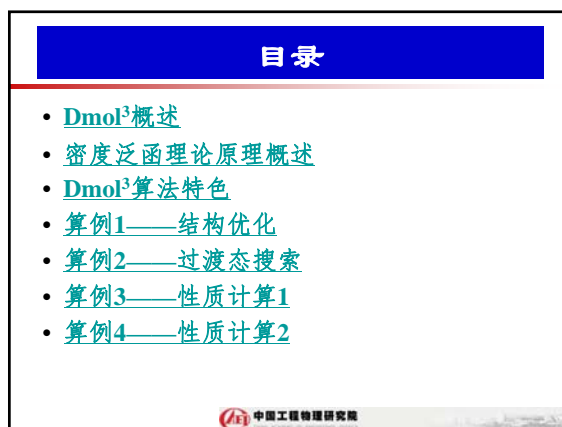 目录
• Dmol³概述
• 密度泛函理论原理概述
• Dmol³算法特色
• 算例1——结构优化
• 算例2——过渡态搜索
• 算例3——性质计算1
• 算例4——性质计算2
中国工程物理研究院